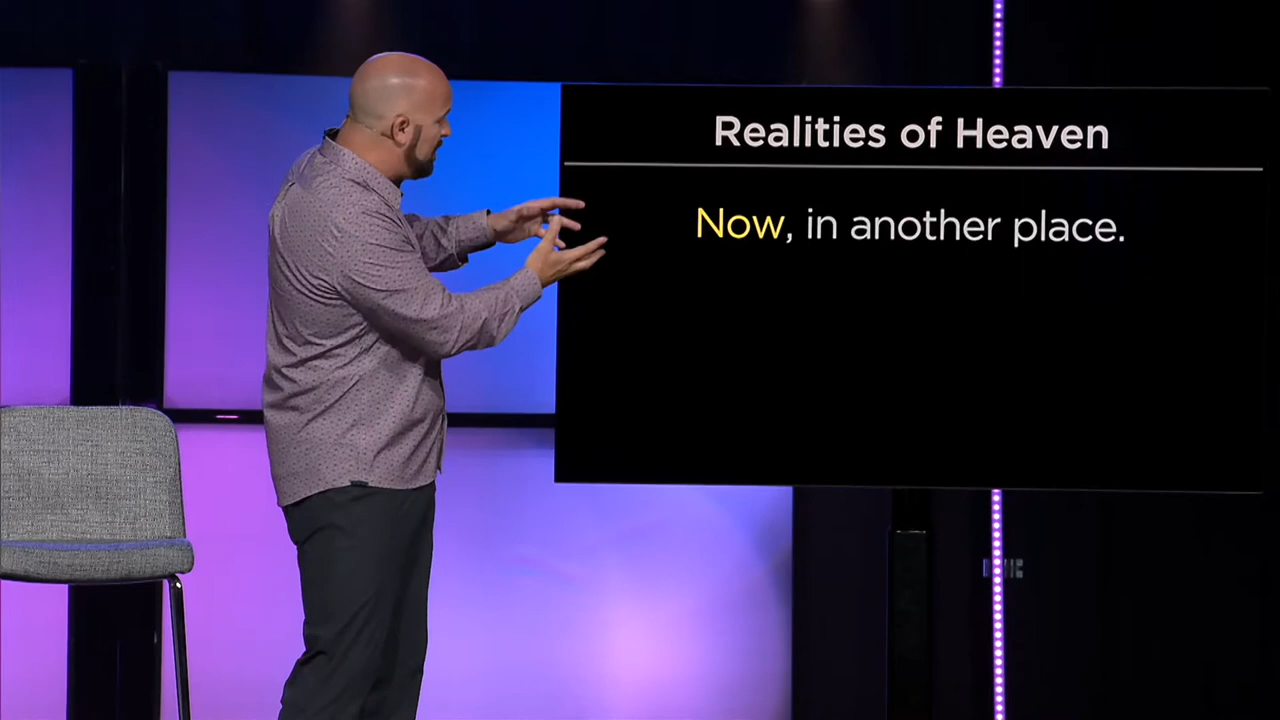 Realities of Heaven
Now, in another place.